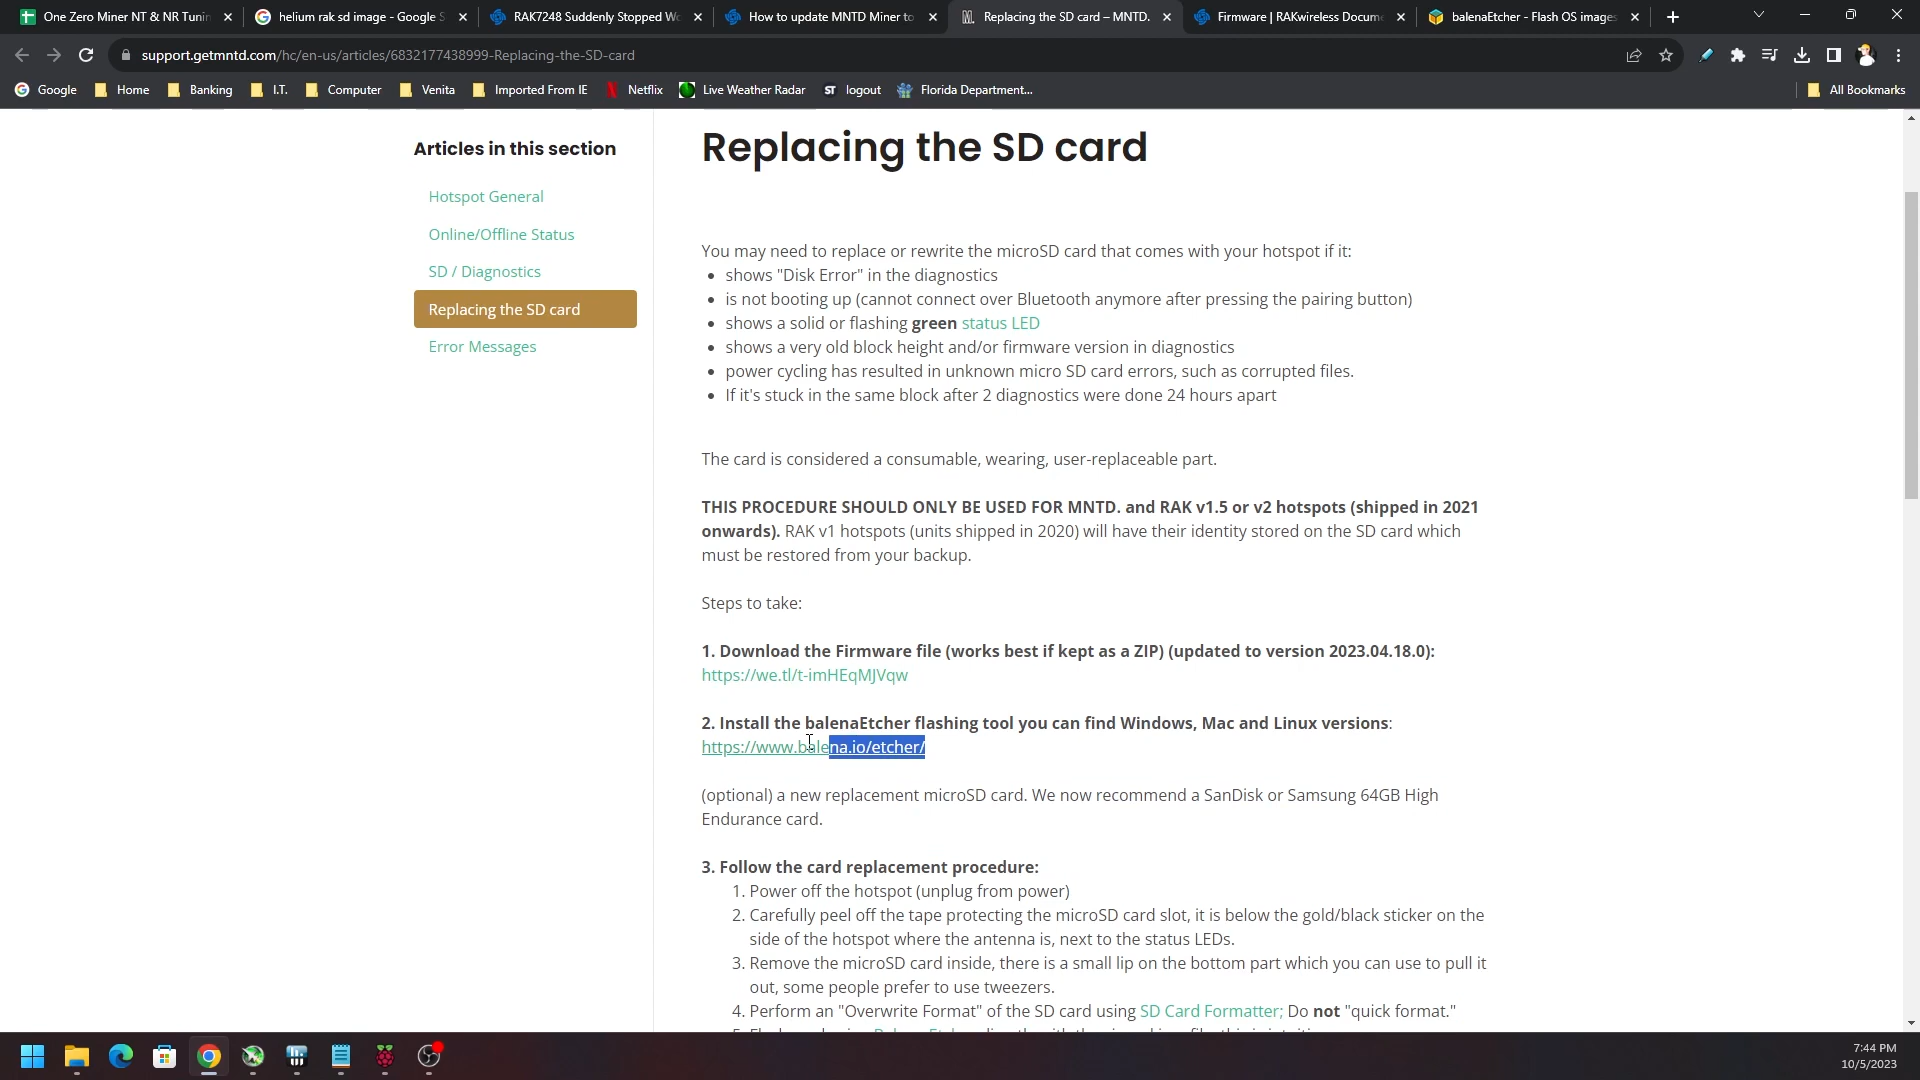 One Zero Miner NT & NR Tunin
helium rak sd image - Google S
RAK7248 Suddenly Stopped Wo
How to update MNTD Miner to
Replacing the SD card – MNTD.
Firmware | RAKwireless Docume
balenaEtcher - Flash OS images
support.getmntd.com/hc/en-us/articles/6832177438999-Replacing-the-SD-card
Google
Home
Banking
I.T.
Computer
Venita
Imported From IE
Netflix
Live Weather Radar
ST logout
Florida Department...
All Bookmarks
Articles in this section
Hotspot General
Online/Offline Status
SD / Diagnostics
Replacing the SD card
Error Messages
Replacing the SD card
You may need to replace or rewrite the microSD card that comes with your hotspot if it:
• shows "Disk Error" in the diagnostics
• is not booting up (cannot connect over Bluetooth anymore after pressing the pairing button)
• shows a solid or flashing green status LED
• shows a very old block height and/or firmware version in diagnostics
• power cycling has resulted in unknown micro SD card errors, such as corrupted files.
• If it's stuck in the same block after 2 diagnostics were done 24 hours apart
The card is considered a consumable, wearing, user-replaceable part.
THIS PROCEDURE SHOULD ONLY BE USED FOR MNTD. and RAK v1.5 or v2 hotspots (shipped in 2021
onwards). RAK v1 hotspots (units shipped in 2020) will have their identity stored on the SD card which
must be restored from your backup.
Steps to take:
1. Download the Firmware file (works best if kept as a ZIP) (updated to version 2023.04.18.0):
https://we.tl/t-imHEqMJVqw
2. Install the balenaEtcher flashing tool you can find Windows, Mac and Linux versions:
https://www.balena.io/etcher/
(optional) a new replacement microSD card. We now recommend a SanDisk or Samsung 64GB High
Endurance card.
3. Follow the card replacement procedure:
1. Power off the hotspot (unplug from power)
2. Carefully peel off the tape protecting the microSD card slot, it is below the gold/black sticker on the
side of the hotspot where the antenna is, next to the status LEDs.
3. Remove the microSD card inside, there is a small lip on the bottom part which you can use to pull it
out, some people prefer to use tweezers.
4. Perform an "Overwrite Format" of the SD card using SD Card Formatter; Do not "quick format."
7:44 PM
10/5/2023